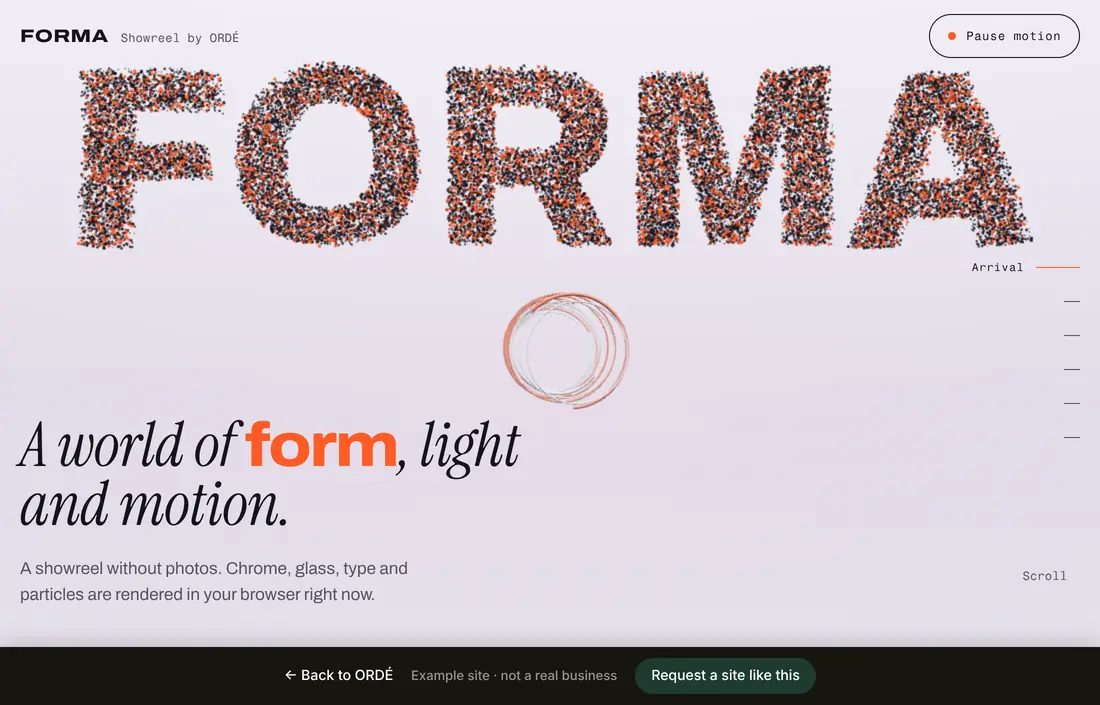 FORMA Showreel by ORDÉ
Pause motion
FORMA
Arrival
A world of form, light
and motion.
A showreel without photos. Chrome, glass, type and
particles are rendered in your browser right now.
Scroll
← Back to ORDÉ Example site · not a real business Request a site like this